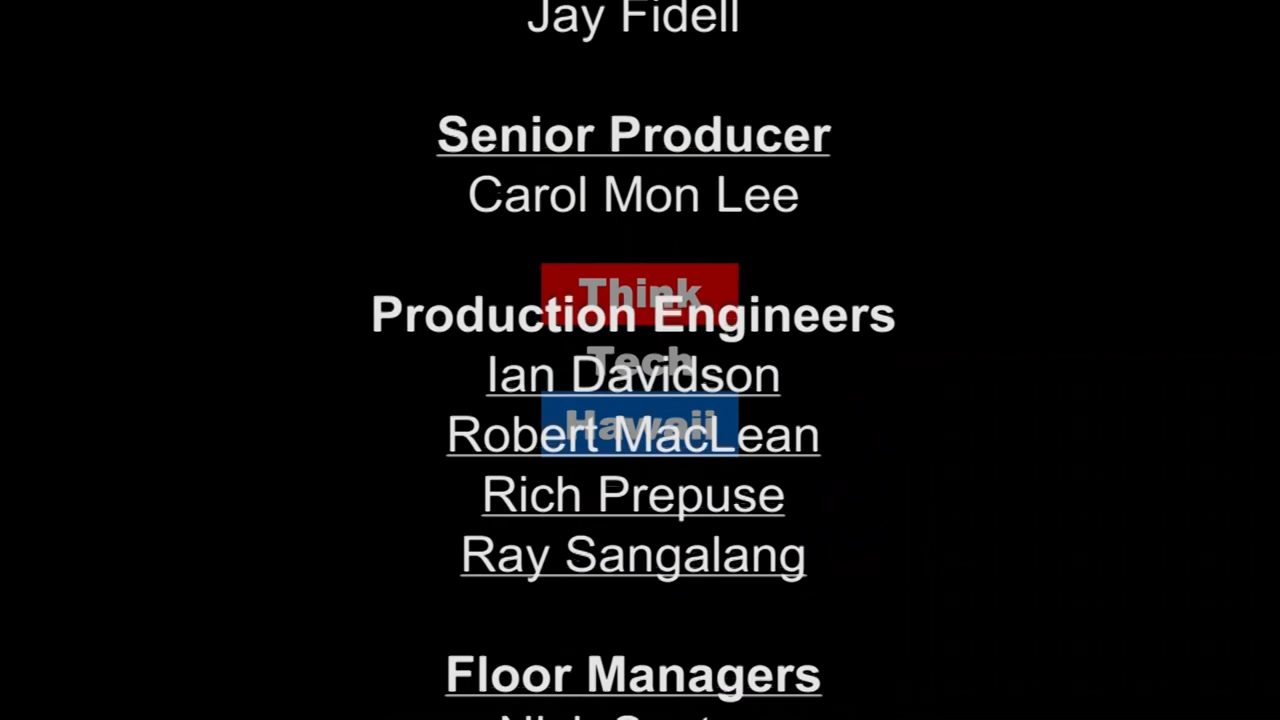 Jay Fidell
Senior Producer
Carol Mon Lee
Think
Production Engineers
Tech
Ian Davidson
Hawaii
Robert MacLean
Rich Prepuse
Ray Sangalang
Floor Managers